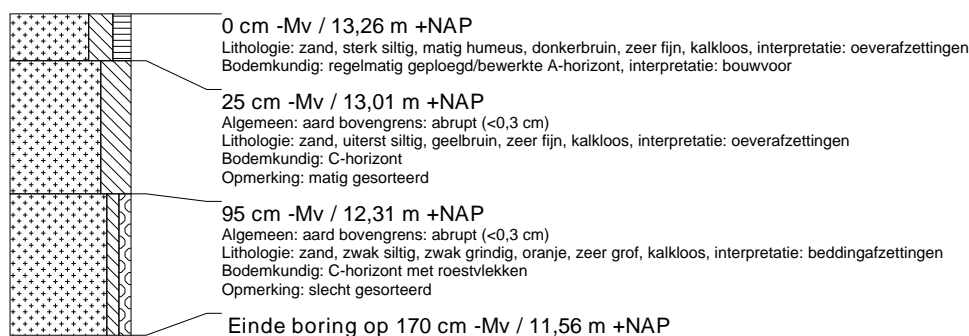 0 cm -Mv / 13,26 m +NAP
Lithologie: zand, sterk siltig, matig humeus, donkerbruin, zeer fijn, kalkloos, interpretatie: oeverafzettingen
Bodemkundig: regelmatig geploegd/bewerkte A-horizont, interpretatie: bouwvoor
25 cm -Mv / 13,01 m +NAP
Algemeen: aard bovengrens: abrupt (<0,3 cm)
Lithologie: zand, uiterst siltig, geelbruin, zeer fijn, kalkloos, interpretatie: oeverafzettingen
Bodemkundig: C-horizont
Opmerking: matig gesorteerd
95 cm -Mv / 12,31 m +NAP
Algemeen: aard bovengrens: abrupt (<0,3 cm)
Lithologie: zand, zwak siltig, zwak grindig, oranje, zeer grof, kalkloos, interpretatie: beddingafzettingen
Bodemkundig: C-horizont met roestvlekken
Opmerking: slecht gesorteerd
Einde boring op 170 cm -Mv / 11,56 m +NAP